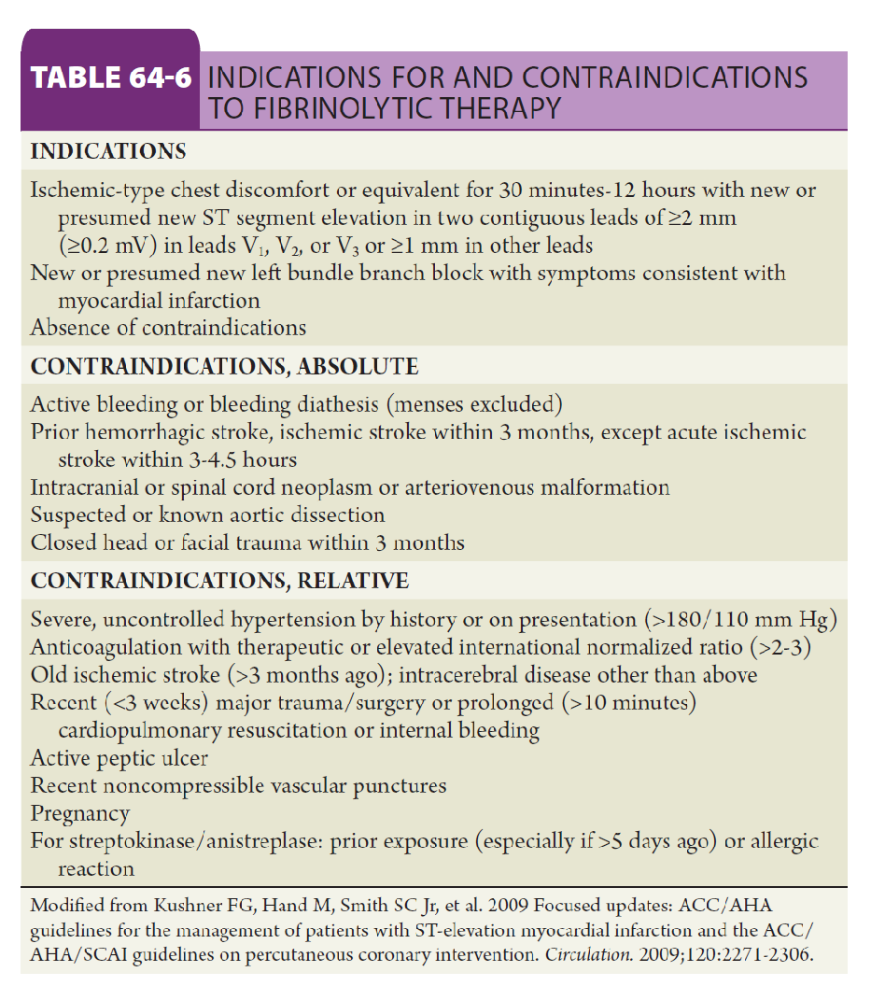 TABLE 64-6 INDICATIONS FOR AND CONTRAINDICATIONS
TO FIBRINOLYTIC THERAPY
INDICATIONS
Ischemic-type chest discomfort or equivalent for 30 minutes-12 hours with new or
presumed new ST segment elevation in two contiguous leads of ≥2 mm
(≥0.2 mV) in leads V₁, V₂, or V₃ or ≥1 mm in other leads
New or presumed new left bundle branch block with symptoms consistent with
myocardial infarction
Absence of contraindications
CONTRAINDICATIONS, ABSOLUTE
Active bleeding or bleeding diathesis (menses excluded)
Prior hemorrhagic stroke, ischemic stroke within 3 months, except acute ischemic
stroke within 3-4.5 hours
Intracranial or spinal cord neoplasm or arteriovenous malformation
Suspected or known aortic dissection
Closed head or facial trauma within 3 months
CONTRAINDICATIONS, RELATIVE
Severe, uncontrolled hypertension by history or on presentation (>180/110 mm Hg)
Anticoagulation with therapeutic or elevated international normalized ratio (>2-3)
Old ischemic stroke (>3 months ago); intracerebral disease other than above
Recent (<3 weeks) major trauma/surgery or prolonged (>10 minutes)
cardiopulmonary resuscitation or internal bleeding
Active peptic ulcer
Recent noncompressible vascular punctures
Pregnancy
For streptokinase/anistreplase: prior exposure (especially if >5 days ago) or allergic
reaction
Modified from Kushner FG, Hand M, Smith SC Jr, et al. 2009 Focused updates: ACC/AHA
guidelines for the management of patients with ST-elevation myocardial infarction and the ACC/
AHA/SCAI guidelines on percutaneous coronary intervention. Circulation. 2009;120:2271-2306.